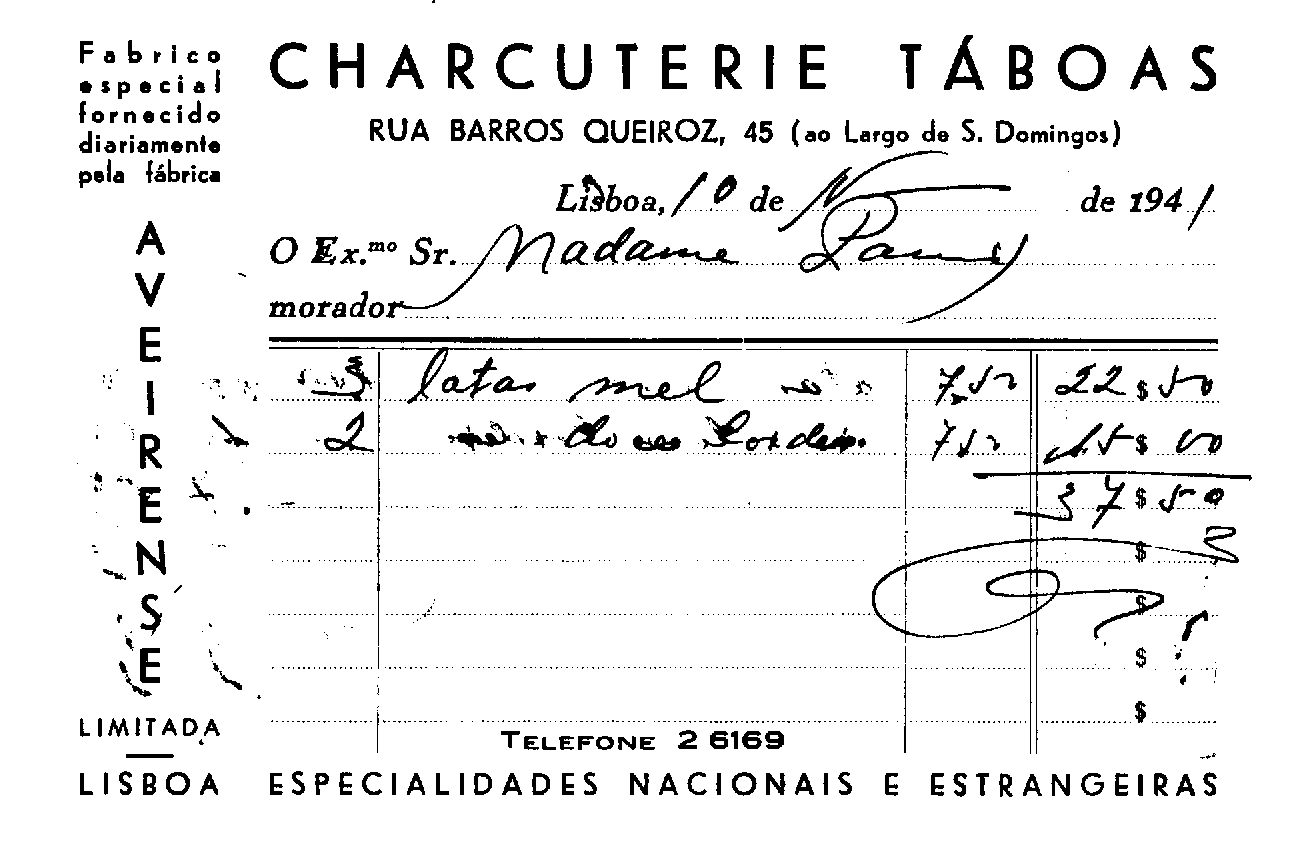 Fabrico
especial
fornecido
diariamente
pela fábrica
AVEIRENSE
LIMITADA
LISBOA
CHARCUTERIE TÁBOAS
RUA BARROS QUEIROZ, 45 (ao Largo de S. Domingos)
Lisboa, 10 de de 1941
O Ex.mo Sr. Madame
morador
3 latas mel 7,50 22$50
2 7,50 15$00
37$50
$
$
$
$
TELEFONE 2 6169
ESPECIALIDADES NACIONAIS E ESTRANGEIRAS